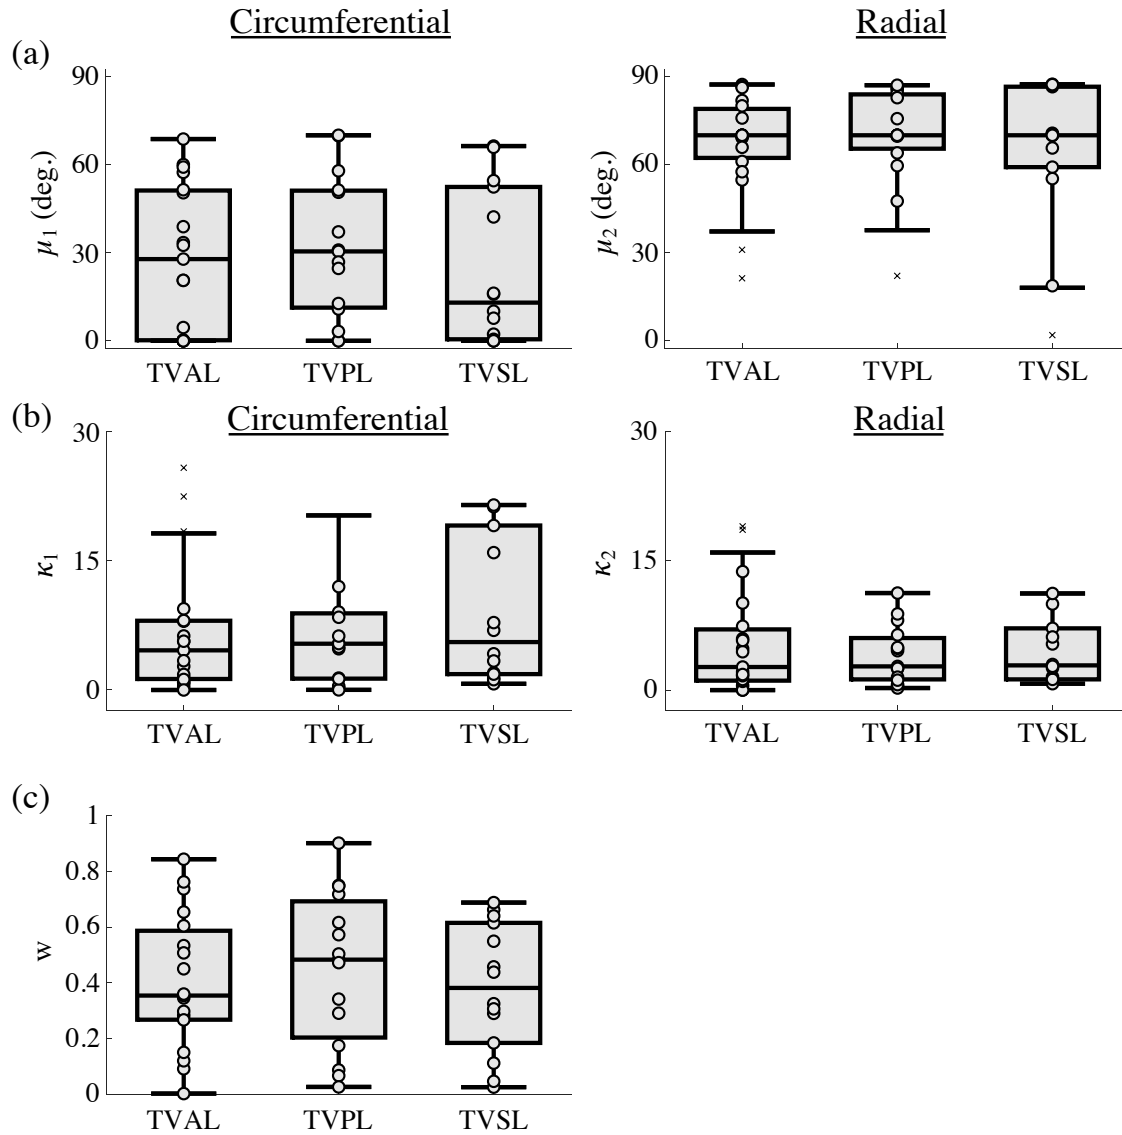 Circumferential
Radial
(a)
μ1 (deg.)
90
60
30
0
TVAL TVPL TVSL
μ2 (deg.)
90
60
30
0
TVAL TVPL TVSL
(b)
Circumferential
Radial
κ1
30
15
0
TVAL TVPL TVSL
κ2
30
15
0
TVAL TVPL TVSL
(c)
w
1
0.8
0.6
0.4
0.2
0
TVAL TVPL TVSL